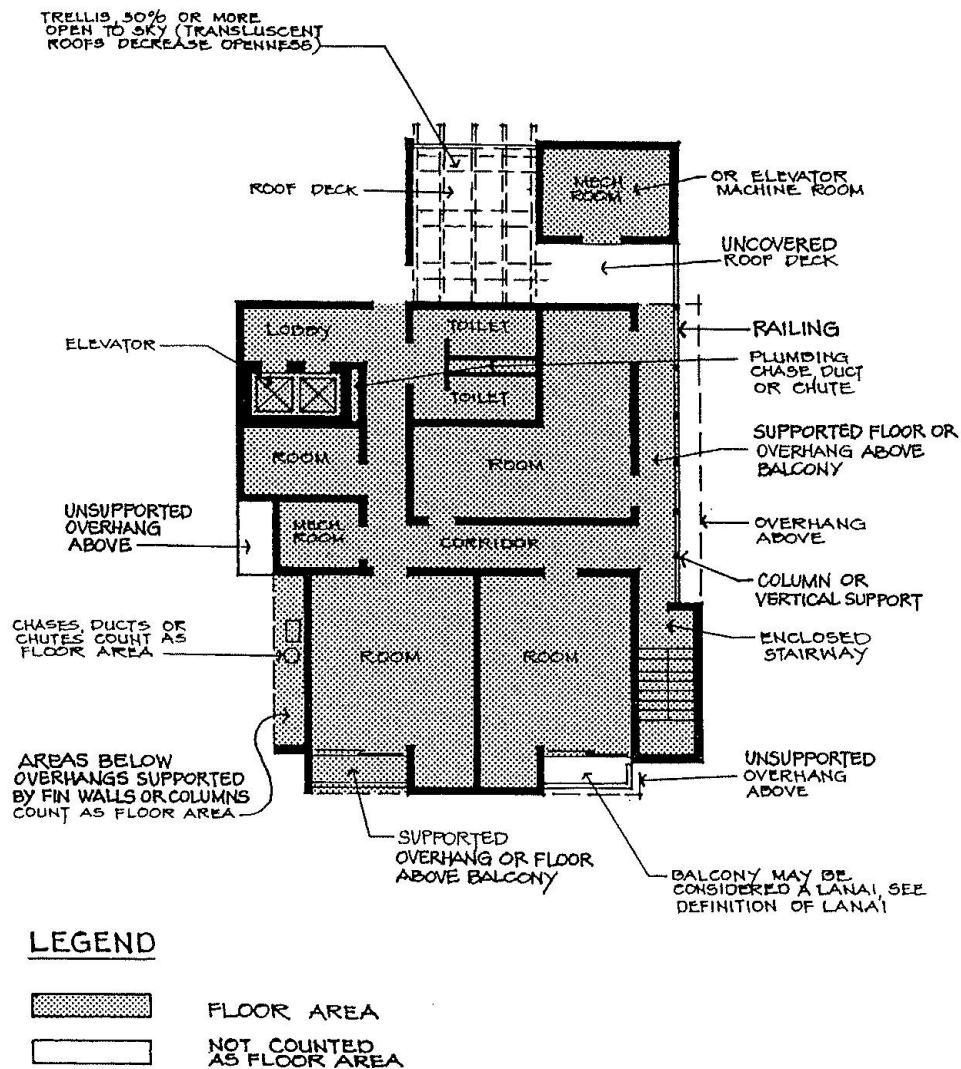 TRELLIS, 50% OR MORE
OPEN TO SKY (TRANSLUSCENT
ROOFS DECREASE OPENNESS)
ROOF DECK
MECH
ROOM
OR ELEVATOR
MACHINE ROOM
UNCOVERED
ROOF DECK
LOBBY
TOILET
RAILING
ELEVATOR
PLUMBING
CHASE, DUCT
OR CHUTE
TOILET
ROOM
ROOM
SUPPORTED FLOOR OR
OVERHANG ABOVE
BALCONY
UNSUPPORTED
OVERHANG
ABOVE
MECH
ROOM
CORRIDOR
OVERHANG
ABOVE
COLUMN OR
VERTICAL SUPPORT
CHASES, DUCTS OR
CHUTES COUNT AS
FLOOR AREA
ROOM
ROOM
ENCLOSED
STAIRWAY
AREAS BELOW
OVERHANGS SUPPORTED
BY FIN WALLS OR COLUMNS
COUNT AS FLOOR AREA
UNSUPPORTED
OVERHANG
ABOVE
SUPPORTED
OVERHANG OR FLOOR
ABOVE BALCONY
BALCONY MAY BE
CONSIDERED A LANAI, SEE
DEFINITION OF LANAI
LEGEND
FLOOR AREA
NOT COUNTED
AS FLOOR AREA